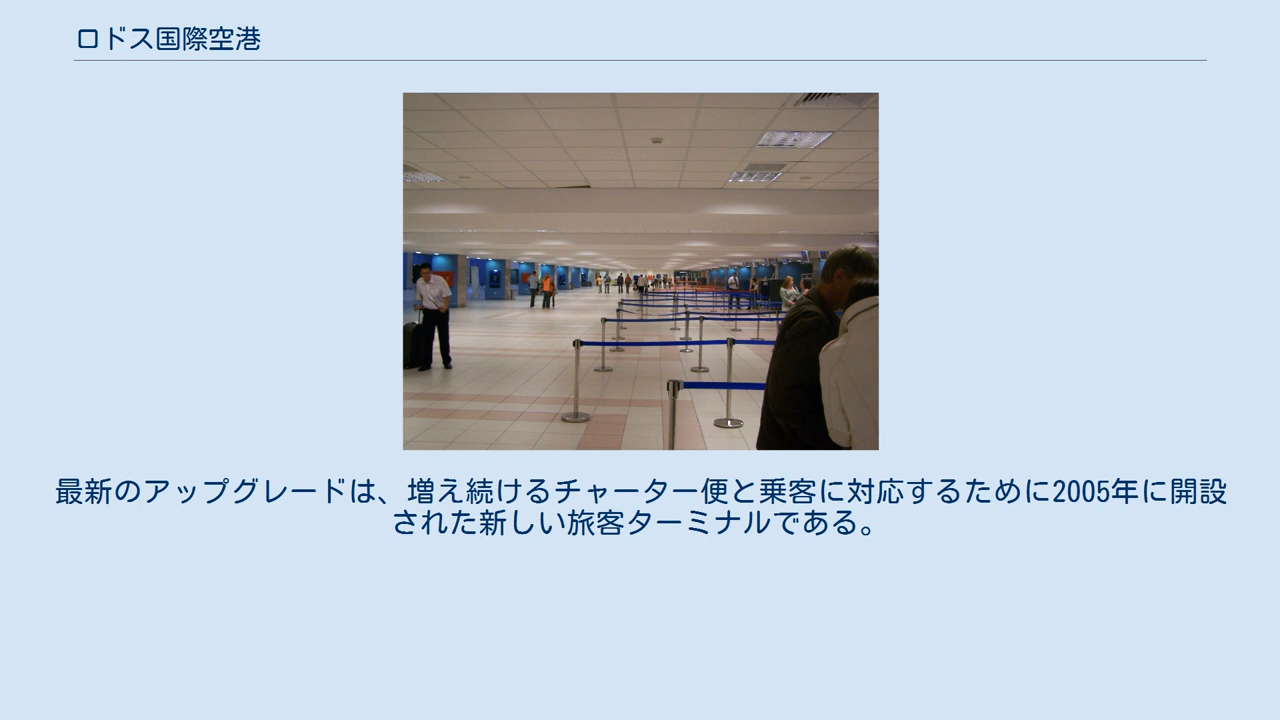 ロドス国際空港
最新のアップグレードは、増え続けるチャーター便と乗客に対応するために2005年に開設
された新しい旅客ターミナルである。